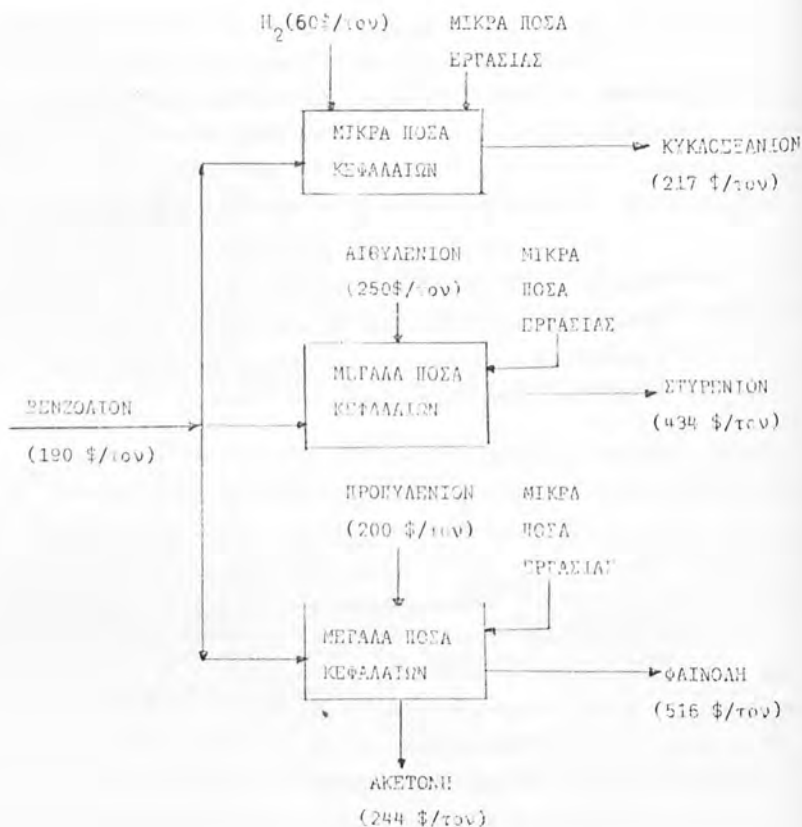 H2(60$/τον)
ΜΙΚΡΑ ΠΟΣΑ
ΕΡΓΑΣΙΑΣ
ΜΙΚΡΑ ΠΟΣΑ
ΚΕΦΑΛΑΙΩΝ
ΚΥΚΛΟΕΞΑΝΙΟΝ
(217 $/τον)
ΑΙΘΥΛΕΝΙΟΝ
(250$/τον)
ΜΙΚΡΑ
ΠΟΣΑ
ΕΡΓΑΣΙΑΣ
ΜΕΓΑΛΑ ΠΟΣΑ
ΚΕΦΑΛΑΙΩΝ
ΣΤΥΡΕΝΙΟΝ
(434 $/τον)
ΒΕΝΖΟΛΙΟΝ
(190 $/τον)
ΠΡΟΠΥΛΕΝΙΟΝ
(200 $/τον)
ΜΙΚΡΑ
ΠΟΣΑ
ΕΡΓΑΣΙΑΣ
ΜΕΓΑΛΑ ΠΟΣΑ
ΚΕΦΑΛΑΙΩΝ
ΦΑΙΝΟΛΗ
(516 $/τον)
ΑΚΕΤΟΝΗ
(244 $/τον)